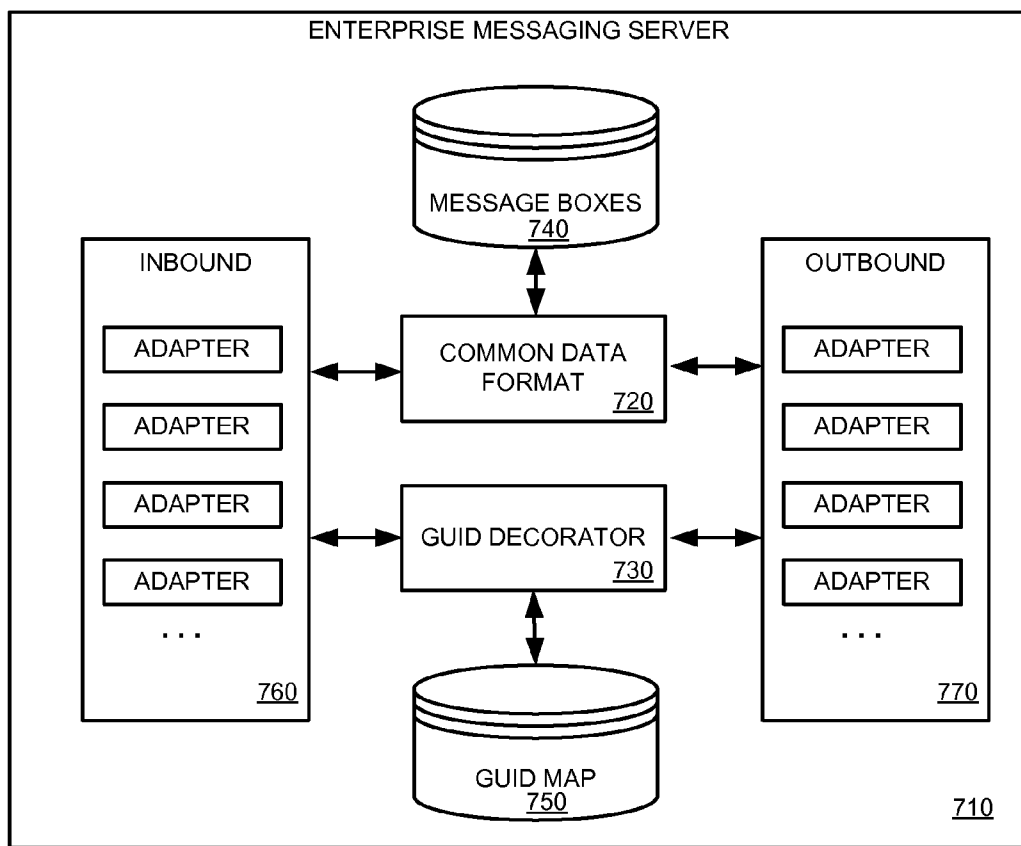 ENTERPRISE MESSAGING SERVER
MESSAGE BOXES
740
INBOUND
ADAPTER
ADAPTER
ADAPTER
ADAPTER
...
760
COMMON DATA
FORMAT
720
GUID DECORATOR
730
OUTBOUND
ADAPTER
ADAPTER
ADAPTER
ADAPTER
...
770
GUID MAP
750
710